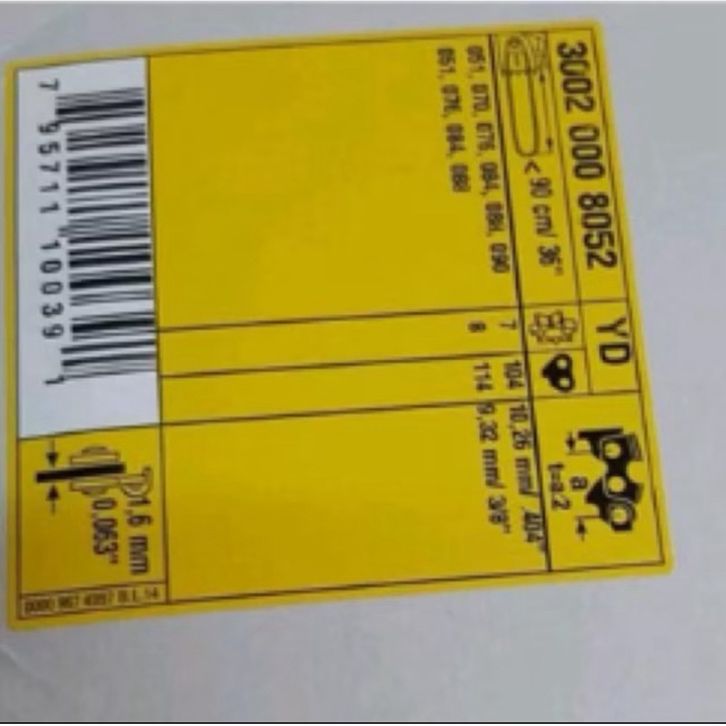 3002 000 8052 YD
< 90 cm/ 36"
a
t=a:2
051, 070, 075, 084, 08H, 090 7 104 10,26 mm/ .404"
051, 076, 084, 088 8 114 9,32 mm/ 3/8"
7 95711 10039 1
1,6 mm
0,063"